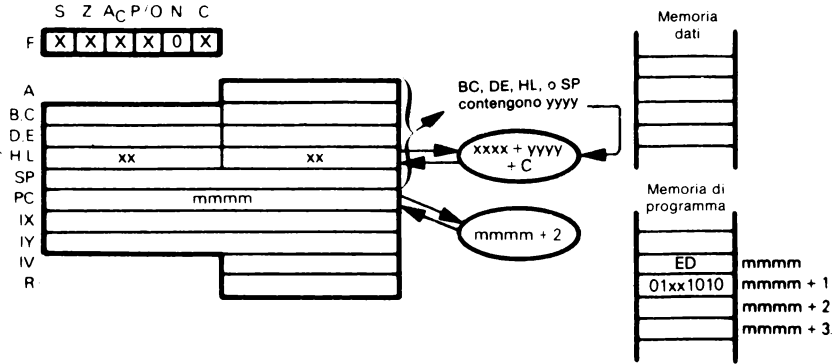 S Z AC P/O N C
F X X X X 0 X
A
B.C
D.E
H L xx xx
SP
PC mmmm
IX
IY
IV
R
BC, DE, HL, o SP
contengono yyyy
xxxx + yyyy
+ C
mmmm + 2
Memoria
dati
Memoria di
programma
ED mmmm
01xx1010 mmmm + 1
mmmm + 2
mmmm + 3